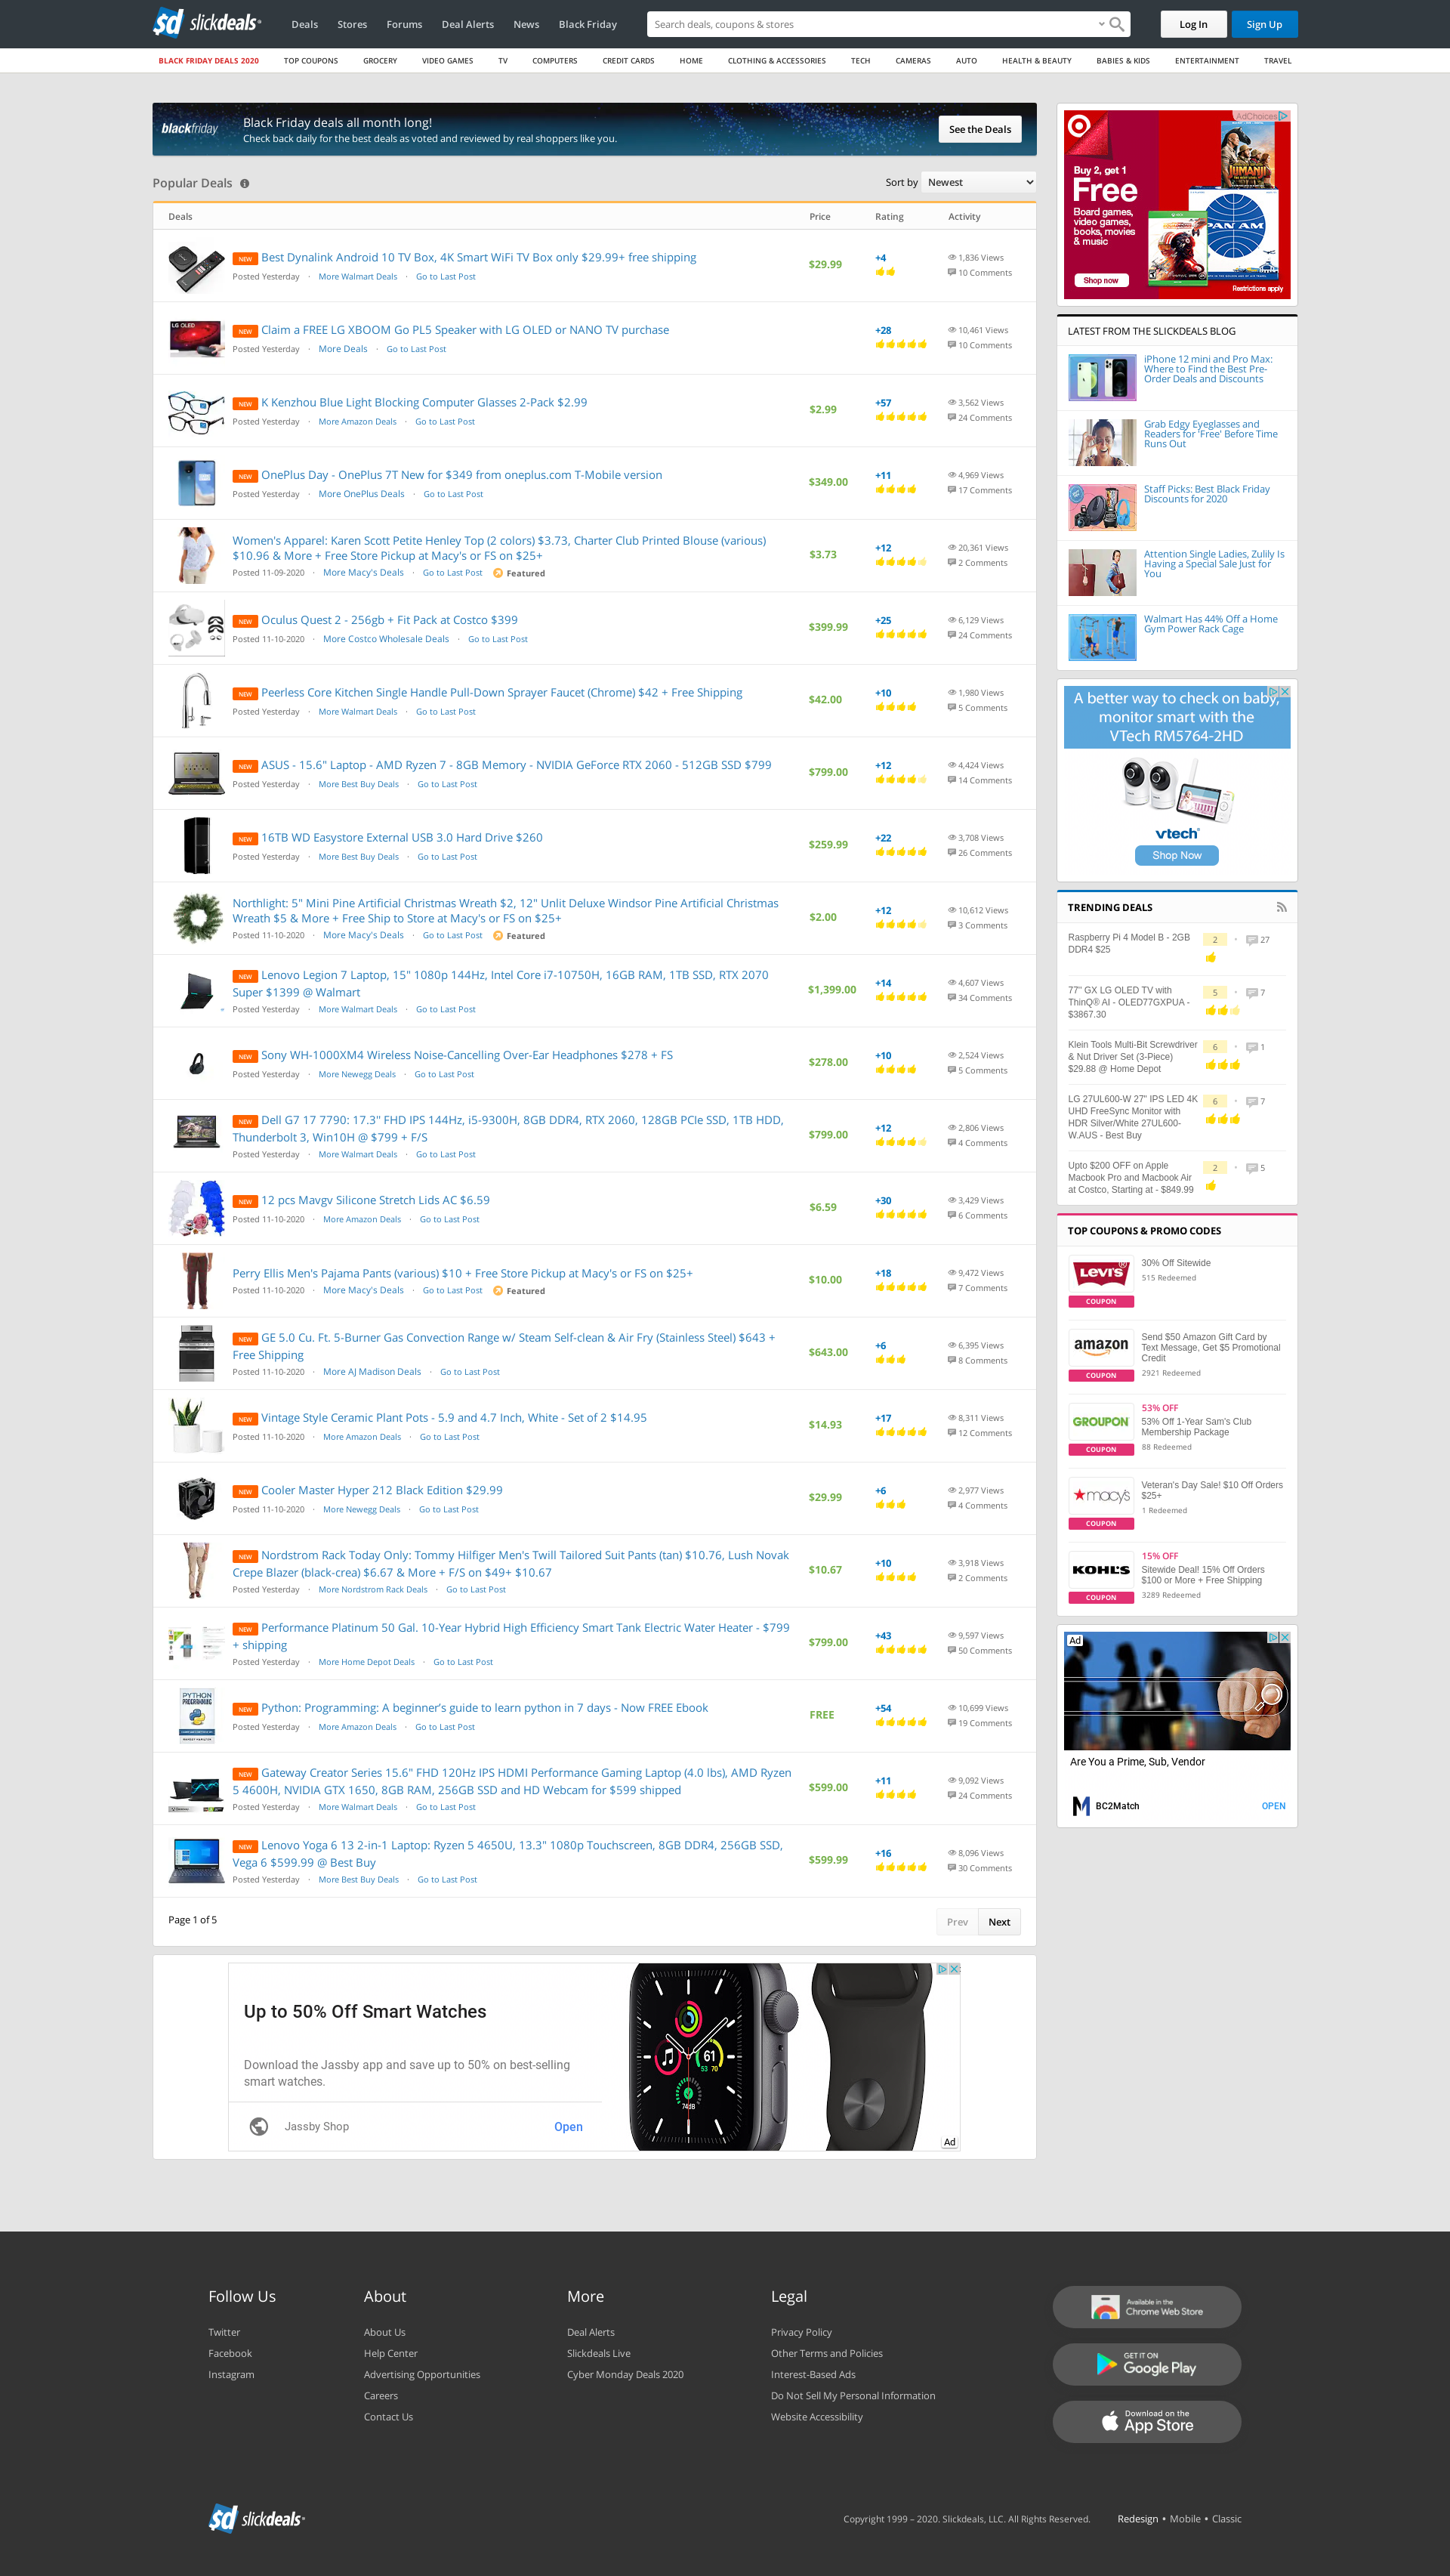 sd slickdeals
Deals Stores Forums Deal Alerts News Black Friday
Search deals, coupons & stores
Log In
Sign Up
BLACK FRIDAY DEALS 2020 TOP COUPONS GROCERY VIDEO GAMES TV COMPUTERS CREDIT CARDS HOME CLOTHING & ACCESSORIES TECH CAMERAS AUTO HEALTH & BEAUTY BABIES & KIDS ENTERTAINMENT TRAVEL
blackfriday
Black Friday deals all month long!
Check back daily for the best deals as voted and reviewed by real shoppers like you.
See the Deals
Popular Deals
Sort by Newest
Deals Price Rating Activity
NEW Best Dynalink Android 10 TV Box, 4K Smart WiFi TV Box only $29.99+ free shipping
Posted Yesterday · More Walmart Deals · Go to Last Post
$29.99
+4
1,836 Views
10 Comments
LG OLED
NEW Claim a FREE LG XBOOM Go PL5 Speaker with LG OLED or NANO TV purchase
Posted Yesterday · More Deals · Go to Last Post
+28
10,461 Views
10 Comments
NEW K Kenzhou Blue Light Blocking Computer Glasses 2-Pack $2.99
Posted Yesterday · More Amazon Deals · Go to Last Post
$2.99
+57
3,562 Views
24 Comments
NEW OnePlus Day - OnePlus 7T New for $349 from oneplus.com T-Mobile version
Posted Yesterday · More OnePlus Deals · Go to Last Post
$349.00
+11
4,969 Views
17 Comments
Women's Apparel: Karen Scott Petite Henley Top (2 colors) $3.73, Charter Club Printed Blouse (various)
$10.96 & More + Free Store Pickup at Macy's or FS on $25+
Posted 11-09-2020 · More Macy's Deals · Go to Last Post Featured
$3.73
+12
20,361 Views
2 Comments
NEW Oculus Quest 2 - 256gb + Fit Pack at Costco $399
Posted 11-10-2020 · More Costco Wholesale Deals · Go to Last Post
$399.99
+25
6,129 Views
24 Comments
NEW Peerless Core Kitchen Single Handle Pull-Down Sprayer Faucet (Chrome) $42 + Free Shipping
Posted Yesterday · More Walmart Deals · Go to Last Post
$42.00
+10
1,980 Views
5 Comments
NEW ASUS - 15.6" Laptop - AMD Ryzen 7 - 8GB Memory - NVIDIA GeForce RTX 2060 - 512GB SSD $799
Posted Yesterday · More Best Buy Deals · Go to Last Post
$799.00
+12
4,424 Views
14 Comments
NEW 16TB WD Easystore External USB 3.0 Hard Drive $260
Posted Yesterday · More Best Buy Deals · Go to Last Post
$259.99
+22
3,708 Views
26 Comments
Northlight: 5" Mini Pine Artificial Christmas Wreath $2, 12" Unlit Deluxe Windsor Pine Artificial Christmas
Wreath $5 & More + Free Ship to Store at Macy's or FS on $25+
Posted 11-10-2020 · More Macy's Deals · Go to Last Post Featured
$2.00
+12
10,612 Views
3 Comments
NEW Lenovo Legion 7 Laptop, 15" 1080p 144Hz, Intel Core i7-10750H, 16GB RAM, 1TB SSD, RTX 2070
Super $1399 @ Walmart
Posted Yesterday · More Walmart Deals · Go to Last Post
$1,399.00
+14
4,607 Views
34 Comments
NEW Sony WH-1000XM4 Wireless Noise-Cancelling Over-Ear Headphones $278 + FS
Posted Yesterday · More Newegg Deals · Go to Last Post
$278.00
+10
2,524 Views
5 Comments
NEW Dell G7 17 7790: 17.3" FHD IPS 144Hz, i5-9300H, 8GB DDR4, RTX 2060, 128GB PCIe SSD, 1TB HDD,
Thunderbolt 3, Win10H @ $799 + F/S
Posted Yesterday · More Walmart Deals · Go to Last Post
$799.00
+12
2,806 Views
4 Comments
NEW 12 pcs Mavgv Silicone Stretch Lids AC $6.59
Posted 11-10-2020 · More Amazon Deals · Go to Last Post
$6.59
+30
3,429 Views
6 Comments
Perry Ellis Men's Pajama Pants (various) $10 + Free Store Pickup at Macy's or FS on $25+
Posted 11-10-2020 · More Macy's Deals · Go to Last Post Featured
$10.00
+18
9,472 Views
7 Comments
NEW GE 5.0 Cu. Ft. 5-Burner Gas Convection Range w/ Steam Self-clean & Air Fry (Stainless Steel) $643 +
Free Shipping
Posted 11-10-2020 · More AJ Madison Deals · Go to Last Post
$643.00
+6
6,395 Views
8 Comments
NEW Vintage Style Ceramic Plant Pots - 5.9 and 4.7 Inch, White - Set of 2 $14.95
Posted 11-10-2020 · More Amazon Deals · Go to Last Post
$14.93
+17
8,311 Views
12 Comments
NEW Cooler Master Hyper 212 Black Edition $29.99
Posted 11-10-2020 · More Newegg Deals · Go to Last Post
$29.99
+6
2,977 Views
4 Comments
NEW Nordstrom Rack Today Only: Tommy Hilfiger Men's Twill Tailored Suit Pants (tan) $10.76, Lush Novak
Crepe Blazer (black-crea) $6.67 & More + F/S on $49+ $10.67
Posted Yesterday · More Nordstrom Rack Deals · Go to Last Post
$10.67
+10
3,918 Views
2 Comments
NEW Performance Platinum 50 Gal. 10-Year Hybrid High Efficiency Smart Tank Electric Water Heater - $799
+ shipping
Posted Yesterday · More Home Depot Deals · Go to Last Post
$799.00
+43
9,597 Views
50 Comments
PYTHON
PROGRAMMING
NEW Python: Programming: A beginner's guide to learn python in 7 days - Now FREE Ebook
Posted Yesterday · More Amazon Deals · Go to Last Post
FREE
+54
10,699 Views
19 Comments
NEW Gateway Creator Series 15.6" FHD 120Hz IPS HDMI Performance Gaming Laptop (4.0 lbs), AMD Ryzen
5 4600H, NVIDIA GTX 1650, 8GB RAM, 256GB SSD and HD Webcam for $599 shipped
Posted Yesterday · More Walmart Deals · Go to Last Post
$599.00
+11
9,092 Views
24 Comments
NEW Lenovo Yoga 6 13 2-in-1 Laptop: Ryzen 5 4650U, 13.3" 1080p Touchscreen, 8GB DDR4, 256GB SSD,
Vega 6 $599.99 @ Best Buy
Posted Yesterday · More Best Buy Deals · Go to Last Post
$599.99
+16
8,096 Views
30 Comments
Page 1 of 5
Prev Next
Up to 50% Off Smart Watches
Download the Jassby app and save up to 50% on best-selling
smart watches.
Jassby Shop
Open
Ad
AdChoices
Buy 2, get 1
Free
Board games,
video games,
books, movies
& music
Shop now
JUMANJI
PAN AM
Restrictions apply
LATEST FROM THE SLICKDEALS BLOG
iPhone 12 mini and Pro Max:
Where to Find the Best Pre-
Order Deals and Discounts
Grab Edgy Eyeglasses and
Readers for 'Free' Before Time
Runs Out
Staff Picks: Best Black Friday
Discounts for 2020
Attention Single Ladies, Zulily Is
Having a Special Sale Just for
You
Walmart Has 44% Off a Home
Gym Power Rack Cage
A better way to check on baby,
monitor smart with the
VTech RM5764-2HD
vtech
Shop Now
TRENDING DEALS
Raspberry Pi 4 Model B - 2GB
DDR4 $25
2 • 27
77" GX LG OLED TV with
ThinQ® AI - OLED77GXPUA -
$3867.30
5 • 7
Klein Tools Multi-Bit Screwdriver
& Nut Driver Set (3-Piece)
$29.88 @ Home Depot
6 • 1
LG 27UL600-W 27" IPS LED 4K
UHD FreeSync Monitor with
HDR Silver/White 27UL600-
W.AUS - Best Buy
6 • 7
Upto $200 OFF on Apple
Macbook Pro and Macbook Air
at Costco, Starting at - $849.99
2 • 5
TOP COUPONS & PROMO CODES
LEVI'S
COUPON
30% Off Sitewide
515 Redeemed
amazon
COUPON
Send $50 Amazon Gift Card by
Text Message, Get $5 Promotional
Credit
2921 Redeemed
GROUPON
COUPON
53% OFF
53% Off 1-Year Sam's Club
Membership Package
88 Redeemed
macy's
COUPON
Veteran's Day Sale! $10 Off Orders
$25+
1 Redeemed
KOHL'S
COUPON
15% OFF
Sitewide Deal! 15% Off Orders
$100 or More + Free Shipping
3289 Redeemed
Ad
Are You a Prime, Sub, Vendor
BC2Match
OPEN
Follow Us
Twitter
Facebook
Instagram
About
About Us
Help Center
Advertising Opportunities
Careers
Contact Us
More
Deal Alerts
Slickdeals Live
Cyber Monday Deals 2020
Legal
Privacy Policy
Other Terms and Policies
Interest-Based Ads
Do Not Sell My Personal Information
Website Accessibility
Available in the
Chrome Web Store
GET IT ON
Google Play
Download on the
App Store
sd slickdeals
Copyright 1999 – 2020. Slickdeals, LLC. All Rights Reserved.
Redesign • Mobile • Classic